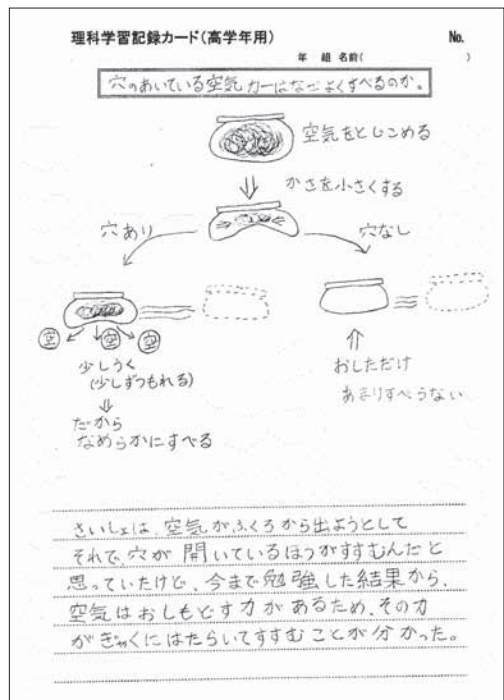 理科学習記録カード(高学年用) No.
年 組 名前( )
穴のあいている空気カーはなぜよくすべるのか。
空気をとじこめる
かさを小さくする
穴あり
穴なし
空 空 空
少しうく
(少しずつもれる)
だから
なめらかにすべる
おしただけ
あまりすべらない
さいしょは、空気がふくろから出ようとして
それで、穴が開いているほうがすすむんだと
思っていたけど、今まで勉強した結果から、
空気はおしもどす力があるため、その力
がぎゃくにはたらいてすすむことが分かった。